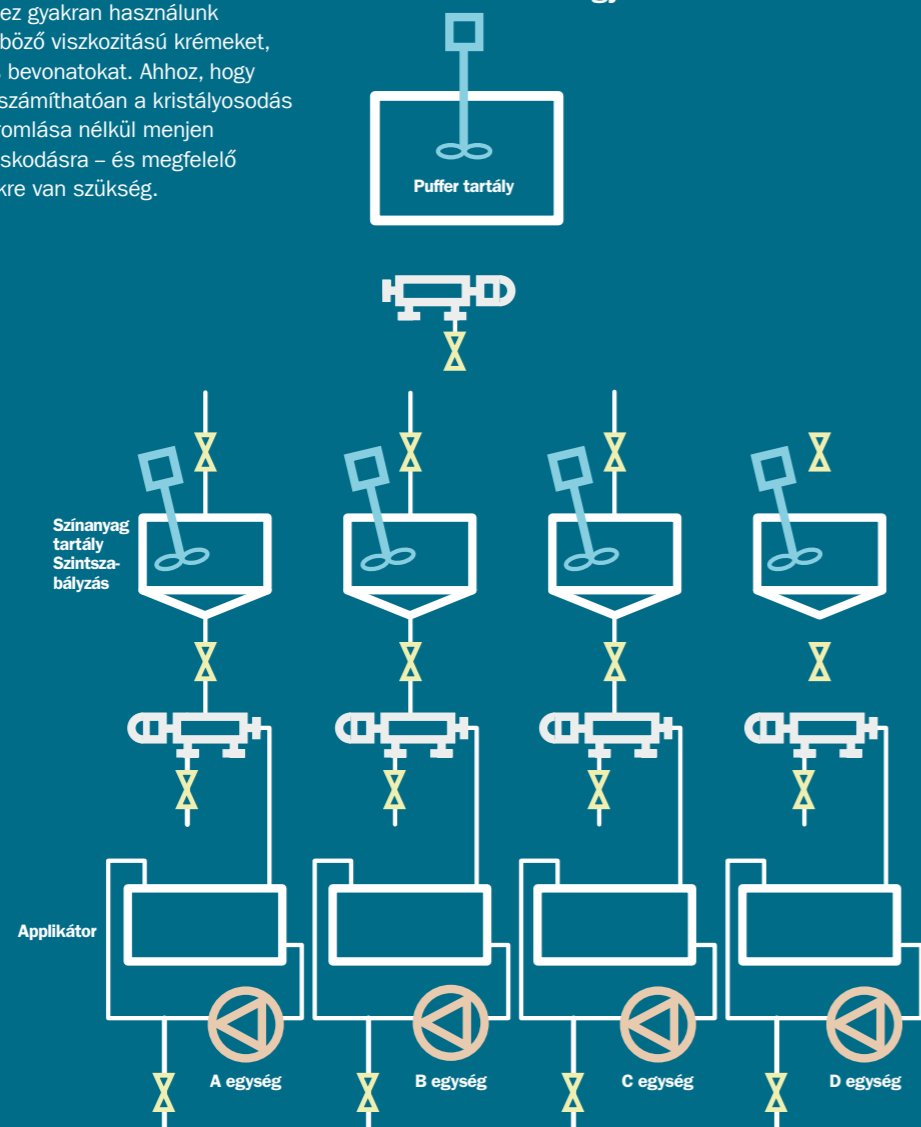 ez gyakran használunk
böző viszkozitású krémeket,
bevonatokat. Ahhoz, hogy
számíthatóan a kristályosodás
romlása nélkül menjen
skodásra – és megfelelő
kre van szükség.
Puffer tartály
Színanyag
tartály
Szintsza-
bályzás
Applikátor
A egység
B egység
C egység
D egység